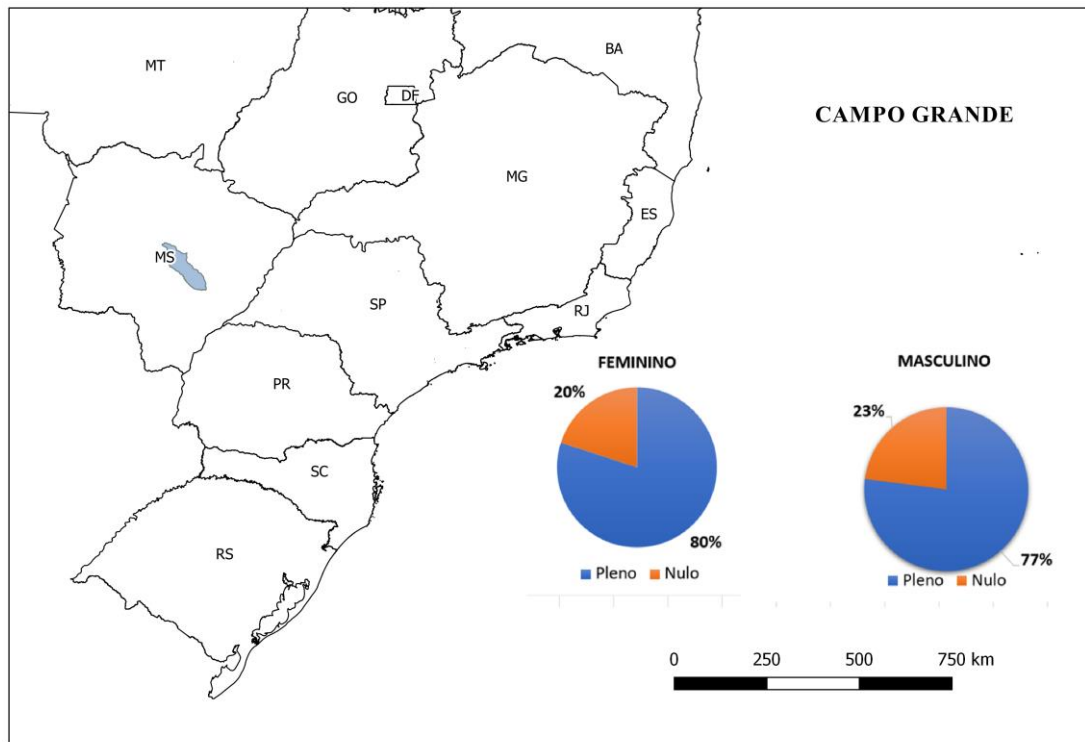 BA
MT
GO
DF
CAMPO GRANDE
MG
ES
MS
SP
RJ
PR
FEMININO
MASCULINO
20%
23%
SC
80%
RS
77%
Pleno Nulo
Pleno Nulo
0 250 500 750 km